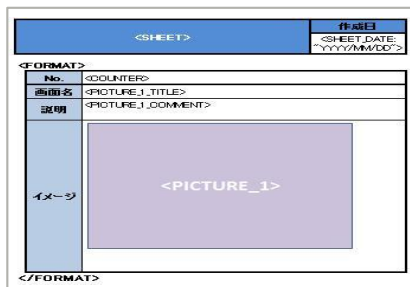 <SHEET>
作成日
<SHEET_DATE:
"YYYY/MM/DD">
<FORMAT>
No. <COUNTER>
画面名 <PICTURE_1_TITLE>
説明 <PICTURE_1_COMMENT>
イメージ <PICTURE_1>
</FORMAT>